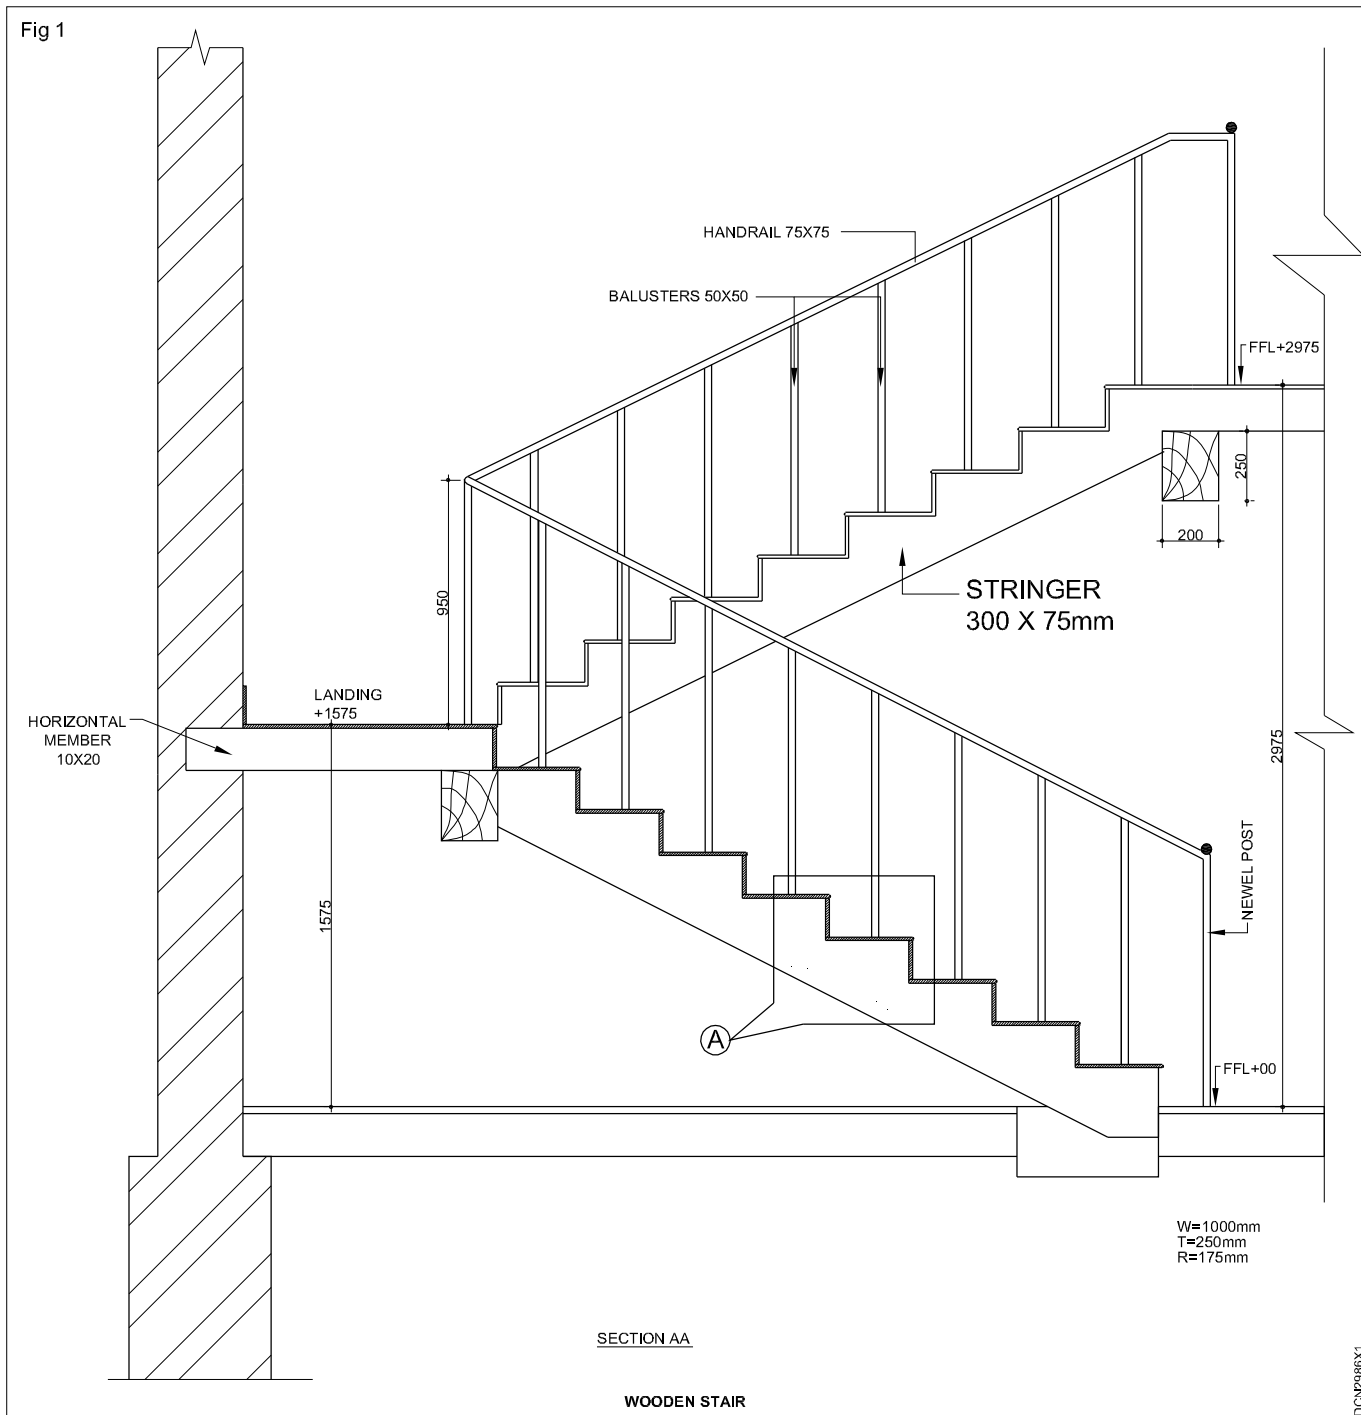 Fig 1
HANDRAIL 75X75
BALUSTERS 50X50
FFL+2975
250
200
STRINGER
300 X 75mm
950
LANDING
+1575
HORIZONTAL
MEMBER
10X20
2975
1575
NEWEL POST
A
FFL+00
W=1000mm
T=250mm
R=175mm
SECTION AA
WOODEN STAIR
DCN2986X1